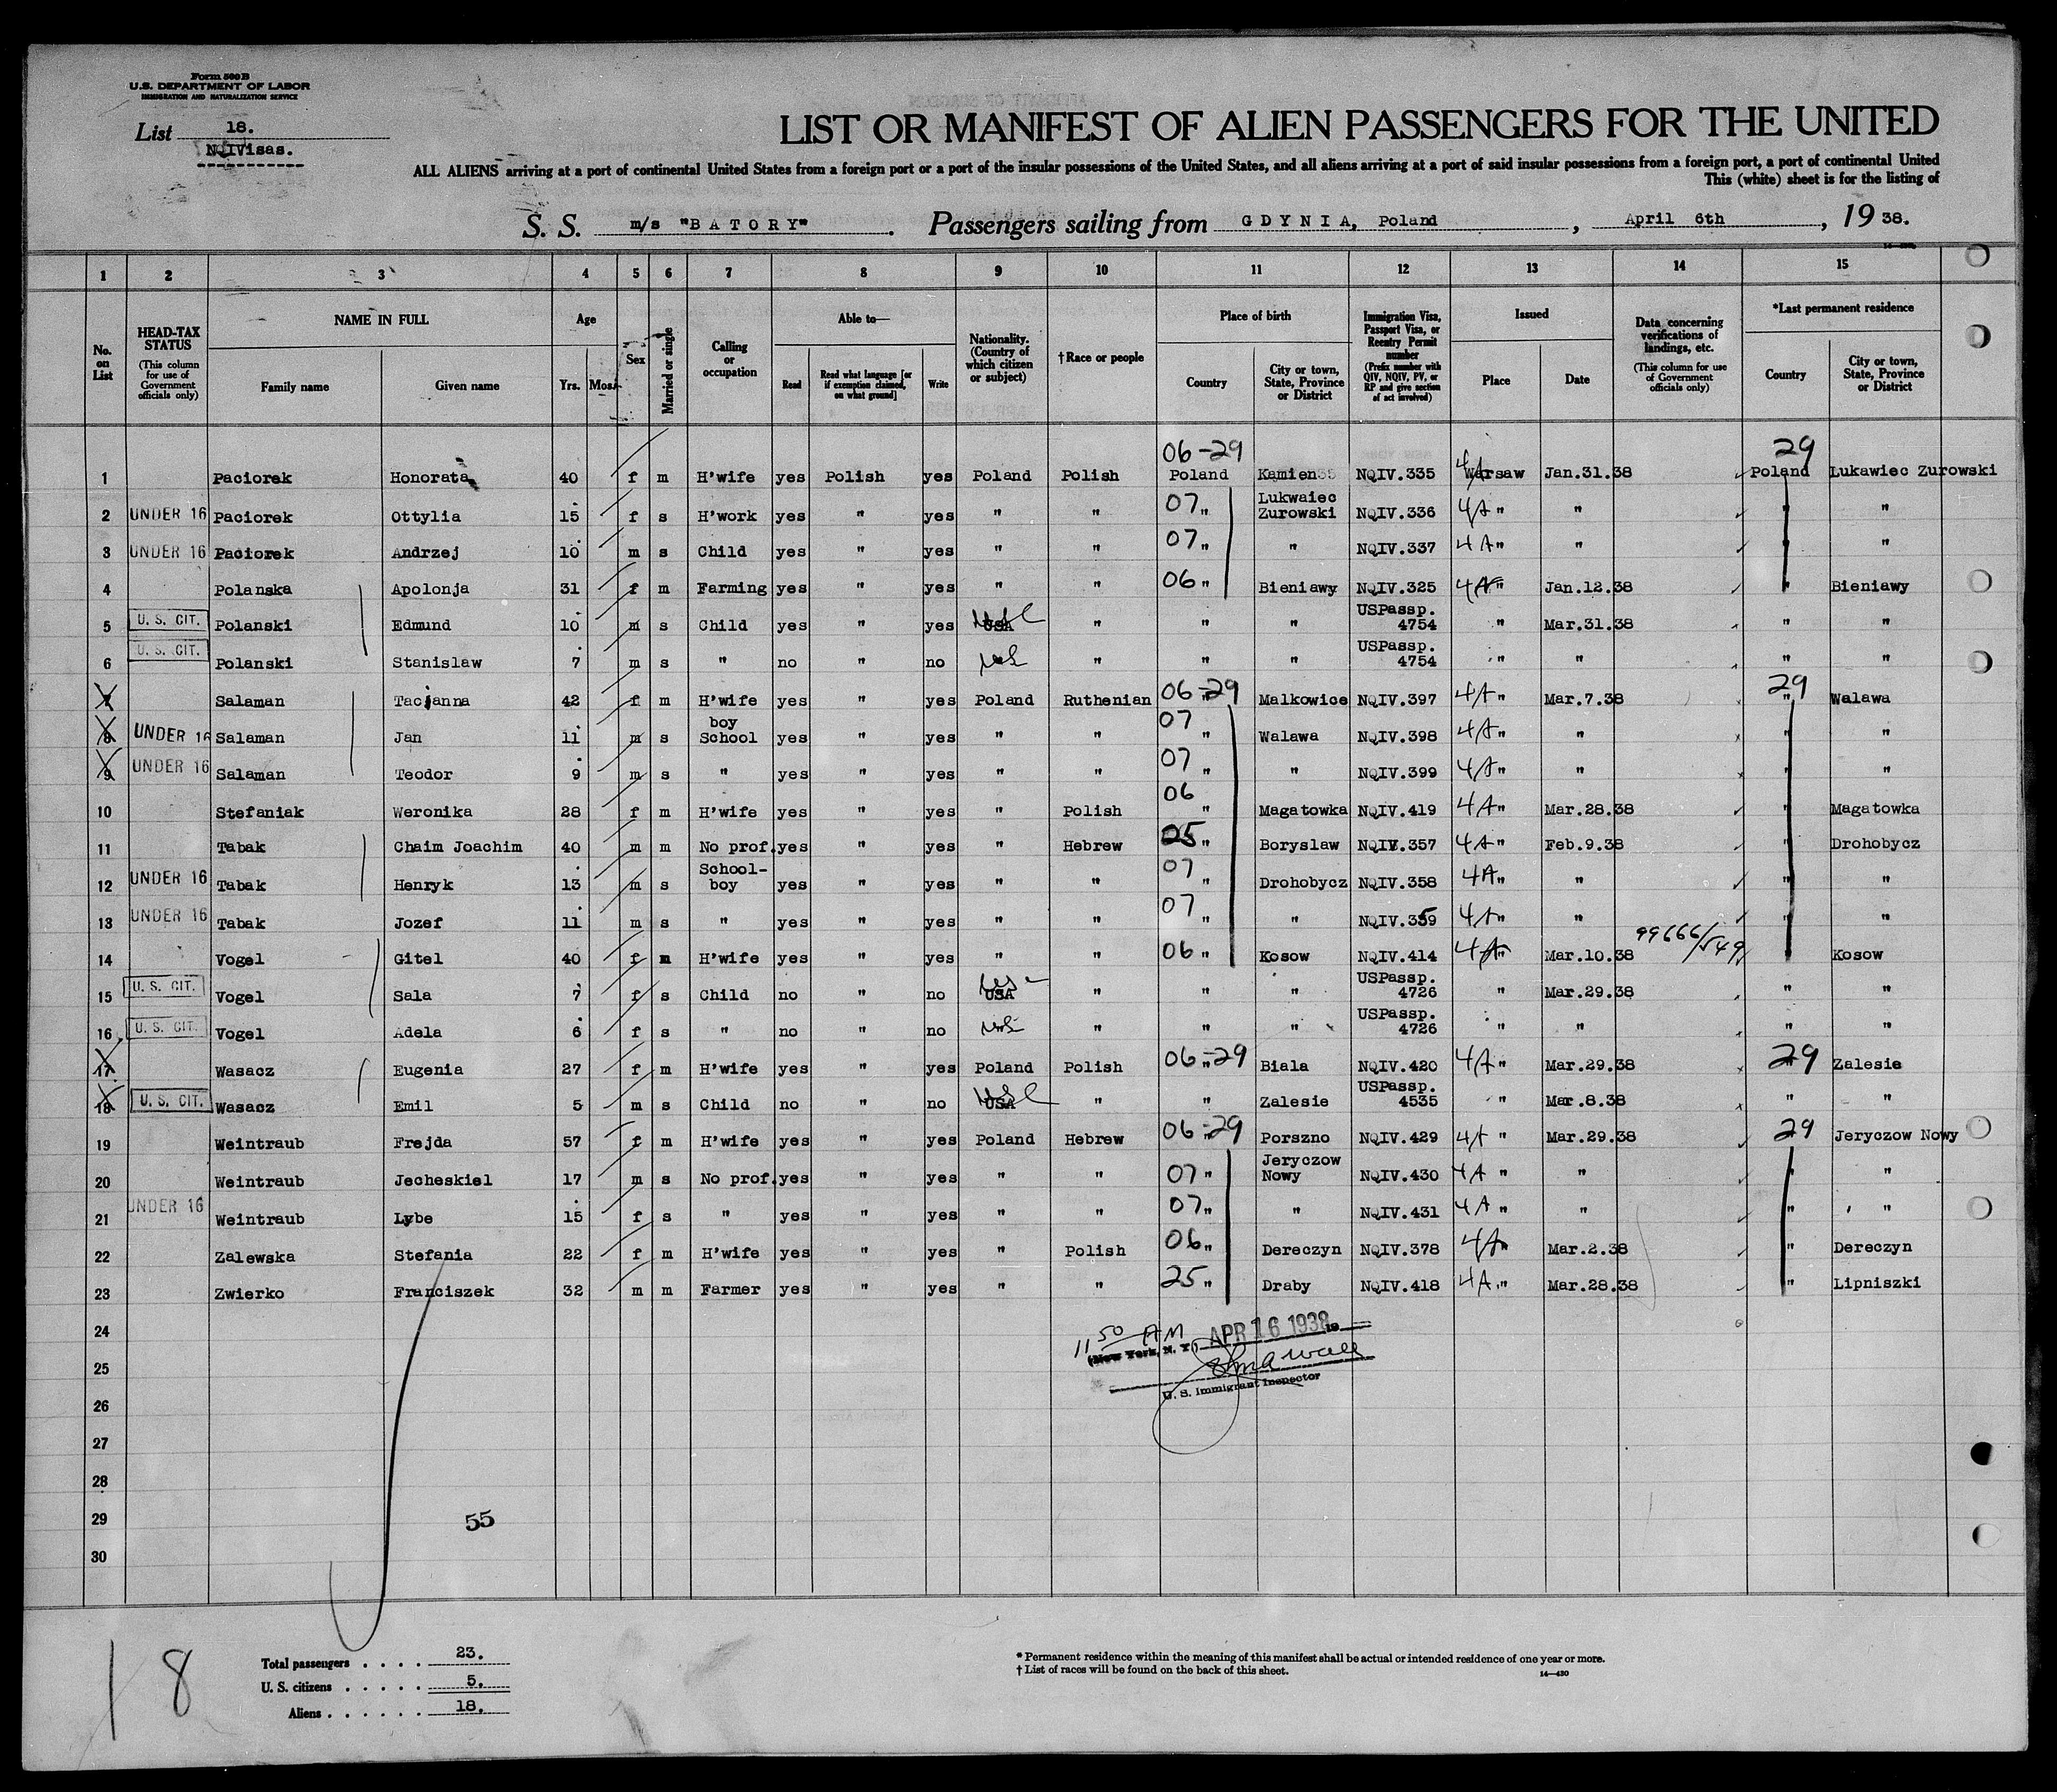 Form 500 B
U.S. DEPARTMENT OF LABOR
IMMIGRATION AND NATURALIZATION SERVICE
List 18.
NQIVisas.
LIST OR MANIFEST OF ALIEN PASSENGERS FOR THE UNITED
ALL ALIENS arriving at a port of continental United States from a foreign port or a port of the insular possessions of the United States, and all aliens arriving at a port of said insular possessions from a foreign port, a port of continental United
This (white) sheet is for the listing of
S. S. m/s "BATORY". Passengers sailing from GDYNIA, Poland, April 6th, 19 38.
1 2 3 4 5 6 7 8 9 10 11 12 13 14 15
No. on List
HEAD-TAX STATUS (This column for use of Government officials only)
NAME IN FULL Family name Given name
Age Yrs. Mos.
Sex
Married or single
Calling or occupation
Able to— Read Read what language [or if exemption claimed, on what ground] Write
Nationality. (Country of which citizen or subject)
†Race or people
Place of birth Country City or town, State, Province or District
Immigration Visa, Passport Visa, or Reentry Permit number (Prefix number with QIV, NQIV, PV, or RP and give section of act involved)
Issued Place Date
Data concerning verifications of landings, etc. (This column for use of Government officials only)
*Last permanent residence Country City or town, State, Province or District
06-29 29
1 Paciorek Honorata 40 f m H'wife yes Polish yes Poland Polish Poland Kamien NQIV.335 4A Warsaw Jan.31.38 Poland Lukawiec Zurowski
2 UNDER 16 Paciorek Ottylia 15 f s H'work yes " yes " " 07 " Lukwaiec Zurowski NQIV.336 4A " " " "
3 UNDER 16 Paciorek Andrzej 10 m s Child yes " yes " " 07 " " NQIV.337 4A " " " "
4 Polanska Apolonja 31 f m Farming yes " yes " " 06 " Bieniawy NQIV.325 4A " Jan.12.38 " Bieniawy
5 U. S. CIT. Polanski Edmund 10 m s Child yes " yes USA " " " USPassp. 4754 " Mar.31.38 " "
6 U. S. CIT. Polanski Stanislaw 7 m s " no " no " " " USPassp. 4754 " " " "
7 Salaman Tacjanna 42 f m H'wife yes " yes Poland Ruthenian 06-29 " Malkowice NQIV.397 4A " Mar.7.38 29 " Walawa
8 UNDER 16 Salaman Jan 11 m s boy School yes " yes " " 07 " Walawa NQIV.398 4A " " " "
9 UNDER 16 Salaman Teodor 9 m s " yes " yes " " 07 " " NQIV.399 4A " " " "
10 Stefaniak Weronika 28 f m H'wife yes " yes " Polish 06 " Magatowka NQIV.419 4A " Mar.28.38 " Magatowka
11 Tabak Chaim Joachim 40 m m No prof. yes " yes " Hebrew 05 " Boryslaw NQIV.357 4A " Feb.9.38 " Drohobycz
12 UNDER 16 Tabak Henryk 13 m s School-boy yes " yes " " 07 " Drohobycz NQIV.358 4A " " " "
13 UNDER 16 Tabak Jozef 11 m s " yes " yes " " 07 " " NQIV.359 4A " " " "
14 Vogel Gitel 40 f m H'wife yes " yes " " 06 " Kosow NQIV.414 4A " Mar.10.38 99666/549 " Kosow
15 U. S. CIT. Vogel Sala 7 f s Child no " no USA " " " USPassp. 4726 " Mar.29.38 " "
16 U. S. CIT. Vogel Adela 6 f s " no " no " " " USPassp. 4726 " " " "
17 Wasacz Eugenia 27 f m H'wife yes " yes Poland Polish 06-29 " Biala NQIV.420 4A " Mar.29.38 29 " Zalesie
18 U. S. CIT. Wasacz Emil 5 m s Child no " no USA " " Zalesie USPassp. 4535 " Mar.8.38 " "
19 Weintraub Frejda 57 f m H'wife yes " yes Poland Hebrew 06-29 " Porszno NQIV.429 4A " Mar.29.38 29 " Jeryczow Nowy
20 Weintraub Jecheskiel 17 m s No prof. yes " yes " " 07 " Jeryczow Nowy NQIV.430 4A " " " "
21 UNDER 16 Weintraub Lybe 15 f s " yes " yes " " 07 " " NQIV.431 4A " " " "
22 Zalewska Stefania 22 f m H'wife yes " yes " Polish 06 " Dereczyn NQIV.378 4A " Mar.2.38 " Dereczyn
23 Zwierko Franciszek 32 m m Farmer yes " yes " " 25 " Draby NQIV.418 4A " Mar.28.38 " Lipniszki
24
11 50 AM APR 16 1938 19
(New York, N. Y.)
25
U. S. Immigrant Inspector
26
27
28
29 55
30
18
Total passengers . . . . 23.
U. S. citizens . . . . . 5.
Aliens . . . . . . 18.
* Permanent residence within the meaning of this manifest shall be actual or intended residence of one year or more.
† List of races will be found on the back of this sheet. 14—430